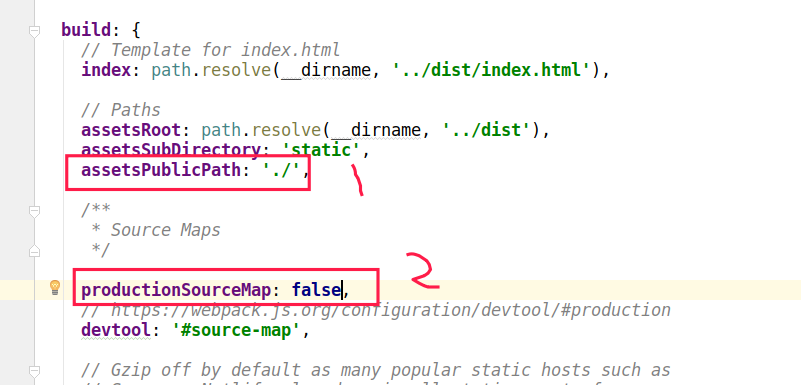 build: {
// Template for index.html
index: path.resolve(__dirname, '../dist/index.html'),
// Paths
assetsRoot: path.resolve(__dirname, '../dist'),
assetsSubDirectory: 'static',
assetsPublicPath: './',
1
/**
* Source Maps
*/
2
productionSourceMap: false,
// https://webpack.js.org/configuration/devtool/#production
devtool: '#source-map',
// Gzip off by default as many popular static hosts such as